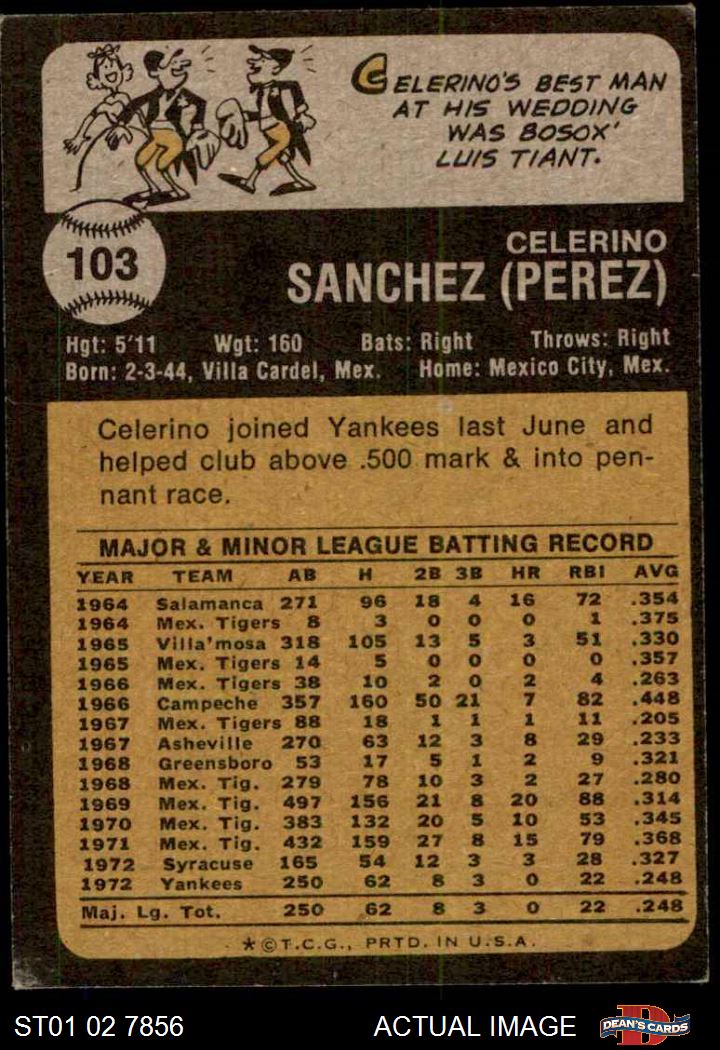 CELERINO'S BEST MAN
AT HIS WEDDING
WAS BOSOX'
LUIS TIANT.
103
CELERINO
SANCHEZ (PEREZ)
Hgt: 5'11 Wgt: 160 Bats: Right Throws: Right
Born: 2-3-44, Villa Cardel, Mex. Home: Mexico City, Mex.
Celerino joined Yankees last June and
helped club above .500 mark & into pen-
nant race.
MAJOR & MINOR LEAGUE BATTING RECORD
YEAR TEAM AB H 2B 3B HR RBI AVG
1964 Salamanca 271 96 18 4 16 72 .354
1964 Mex. Tigers 8 3 0 0 0 1 .375
1965 Villa'mosa 318 105 13 5 3 51 .330
1965 Mex. Tigers 14 5 0 0 0 0 .357
1966 Mex. Tigers 38 10 2 0 2 4 .263
1966 Campeche 357 160 50 21 7 82 .448
1967 Mex. Tigers 88 18 1 1 1 11 .205
1967 Asheville 270 63 12 3 8 29 .233
1968 Greensboro 53 17 5 1 2 9 .321
1968 Mex. Tig. 279 78 10 3 2 27 .280
1969 Mex. Tig. 497 156 21 8 20 88 .314
1970 Mex. Tig. 383 132 20 5 10 53 .345
1971 Mex. Tig. 432 159 27 8 15 79 .368
1972 Syracuse 165 54 12 3 3 28 .327
1972 Yankees 250 62 8 3 0 22 .248
Maj. Lg. Tot. 250 62 8 3 0 22 .248
★©T.C.G., PRTD. IN U.S.A.
ST01 02 7856 ACTUAL IMAGE D DEAN'S CARDS